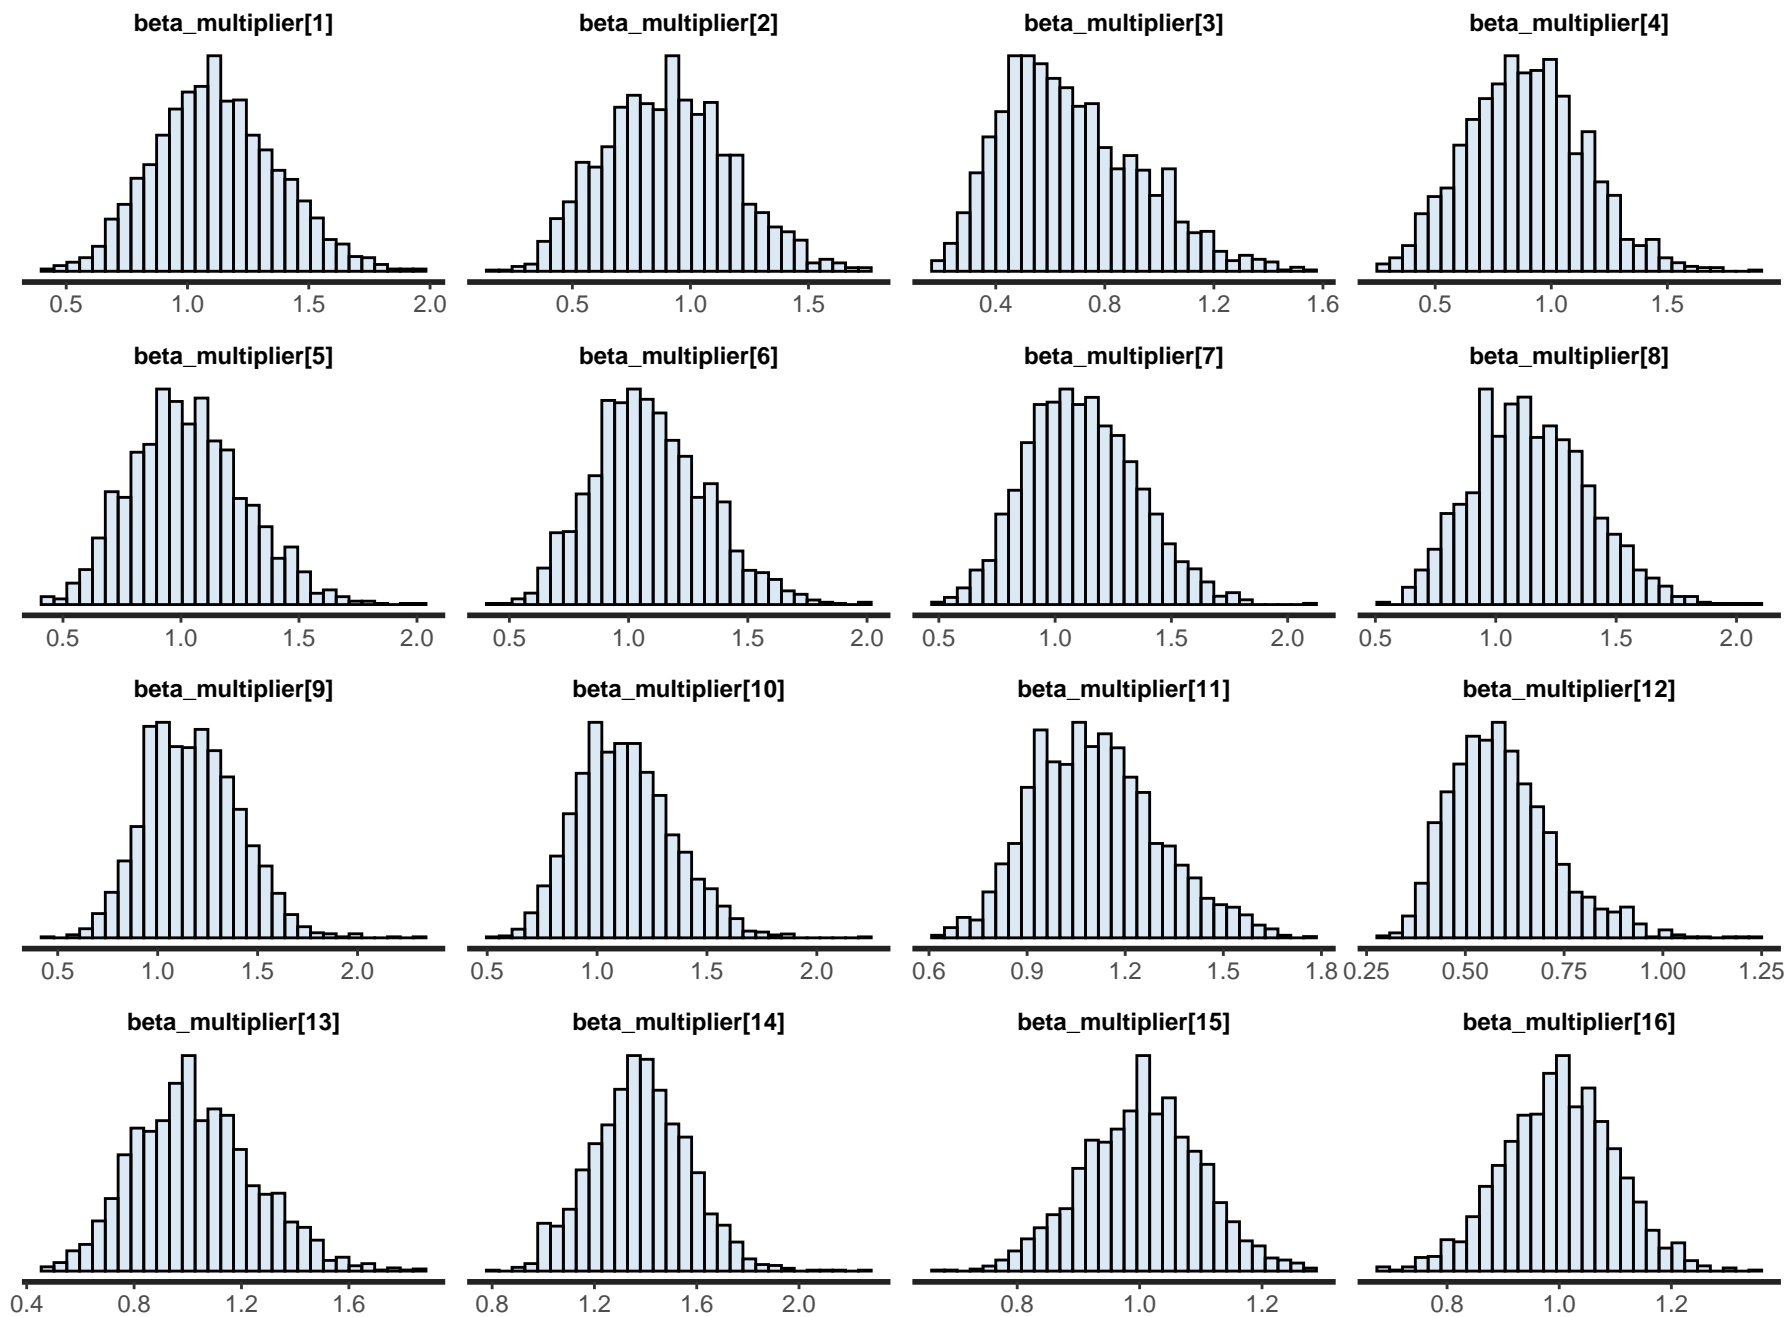 beta_multiplier[1] beta_multiplier[2] beta_multiplier[3] beta_multiplier[4]
0.5 1.0 1.5 2.0 0.5 1.0 1.5 0.4 0.8 1.2 1.6 0.5 1.0 1.5
beta_multiplier[5] beta_multiplier[6] beta_multiplier[7] beta_multiplier[8]
0.5 1.0 1.5 2.0 0.5 1.0 1.5 2.0 0.5 1.0 1.5 2.0 0.5 1.0 1.5 2.0
beta_multiplier[9] beta_multiplier[10] beta_multiplier[11] beta_multiplier[12]
0.5 1.0 1.5 2.0 0.5 1.0 1.5 2.0 0.6 0.9 1.2 1.5 1.8 0.25 0.50 0.75 1.00 1.25
beta_multiplier[13] beta_multiplier[14] beta_multiplier[15] beta_multiplier[16]
0.4 0.8 1.2 1.6 0.8 1.2 1.6 2.0 0.8 1.0 1.2 0.8 1.0 1.2